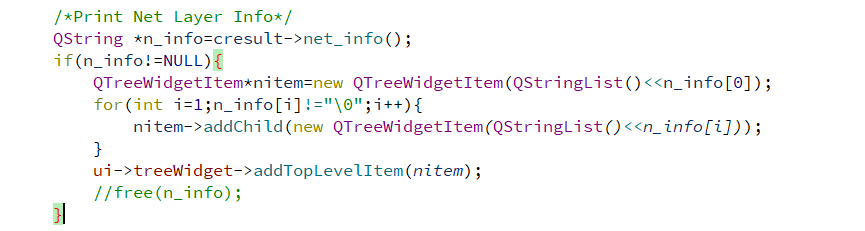 /*Print Net Layer Info*/
QString *n_info=cresult->net_info();
if(n_info!=NULL){
QTreeWidgetItem*nitem=new QTreeWidgetItem(QStringList()<<n_info[0]);
for(int i=1;n_info[i]!="\0";i++){
nitem->addChild(new QTreeWidgetItem(QStringList()<<n_info[i]));
}
ui->treeWidget->addTopLevelItem(nitem);
//free(n_info);
}